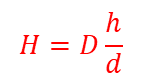 H = D h/d